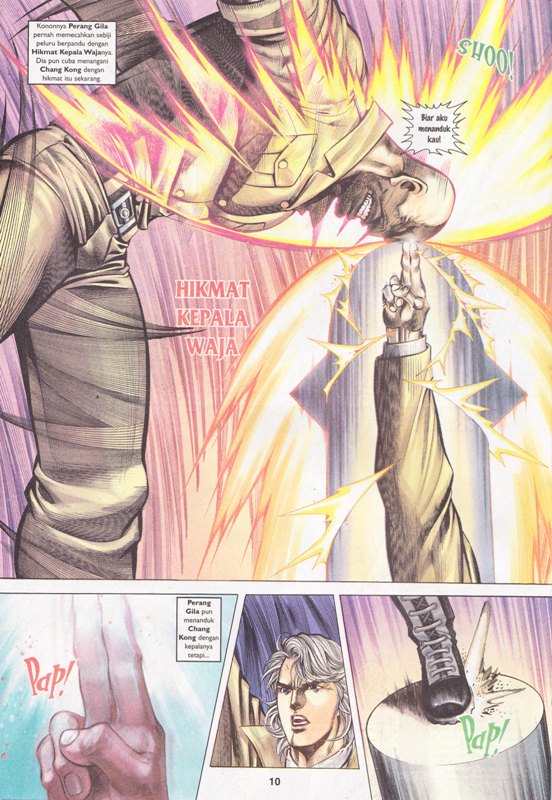 Kononnya Perang Gila
pernah memecahkan sebiji
peluru berpandu dengan
Hikmat Kepala Wajanya.
Dia pun cuba menangani
Chang Kong dengan
hikmat itu sekarang.
SHOO!
Biar aku
menanduk
kau!
HIKMAT
KEPALA
WAJA
Pap!
Perang
Gila pun
menanduk
Chang
Kong dengan
kepalanya
tetapi...
Pap!
10